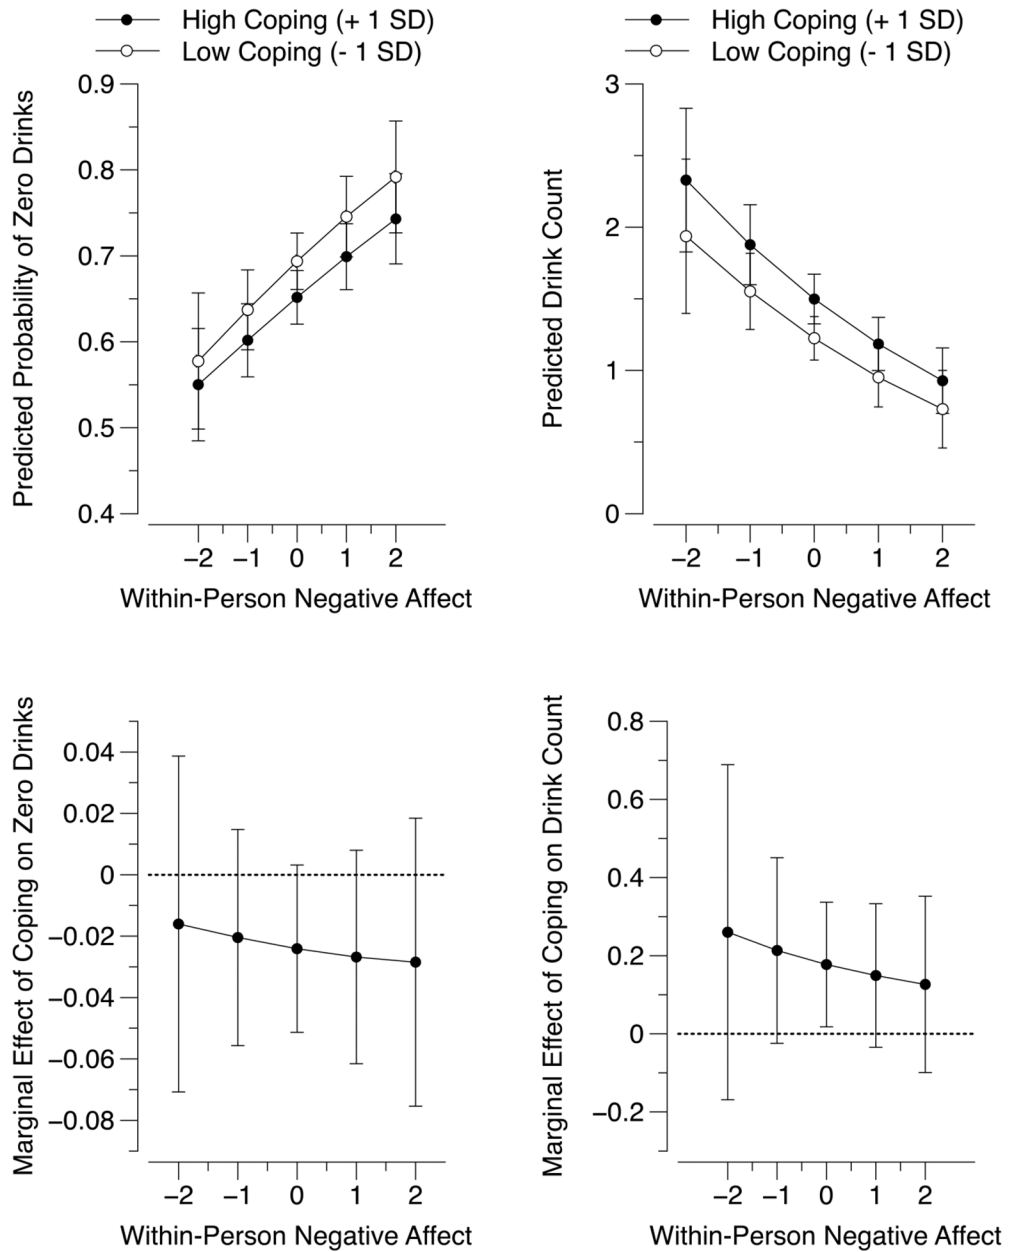 High Coping (+ 1 SD)
Low Coping (- 1 SD)
Predicted Probability of Zero Drinks
0.9
0.8
0.7
0.6
0.5
0.4
−2 −1 0 1 2
Within-Person Negative Affect
High Coping (+ 1 SD)
Low Coping (- 1 SD)
Predicted Drink Count
3
2
1
0
−2 −1 0 1 2
Within-Person Negative Affect
Marginal Effect of Coping on Zero Drinks
0.04
0.02
0
−0.02
−0.04
−0.06
−0.08
−2 −1 0 1 2
Within-Person Negative Affect
Marginal Effect of Coping on Drink Count
0.8
0.6
0.4
0.2
0
−0.2
−2 −1 0 1 2
Within-Person Negative Affect